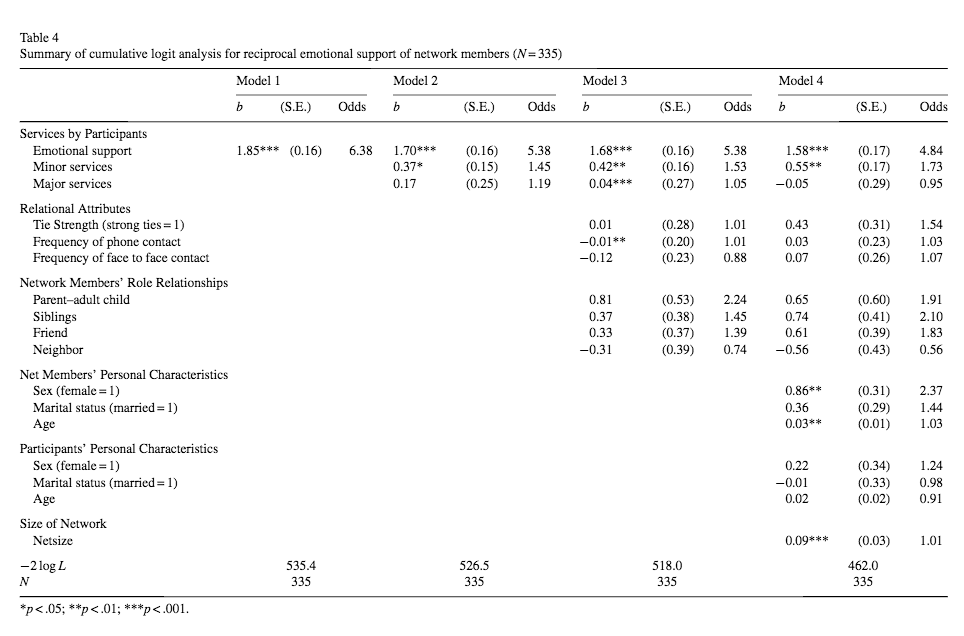 Table 4
Summary of cumulative logit analysis for reciprocal emotional support of network members (N=335)
Model 1 Model 2 Model 3 Model 4
b (S.E.) Odds b (S.E.) Odds b (S.E.) Odds b (S.E.) Odds
Services by Participants
Emotional support 1.85*** (0.16) 6.38 1.70*** (0.16) 5.38 1.68*** (0.16) 5.38 1.58*** (0.17) 4.84
Minor services 0.37* (0.15) 1.45 0.42** (0.16) 1.53 0.55** (0.17) 1.73
Major services 0.17 (0.25) 1.19 0.04*** (0.27) 1.05 −0.05 (0.29) 0.95
Relational Attributes
Tie Strength (strong ties=1) 0.01 (0.28) 1.01 0.43 (0.31) 1.54
Frequency of phone contact −0.01** (0.20) 1.01 0.03 (0.23) 1.03
Frequency of face to face contact −0.12 (0.23) 0.88 0.07 (0.26) 1.07
Network Members’ Role Relationships
Parent–adult child 0.81 (0.53) 2.24 0.65 (0.60) 1.91
Siblings 0.37 (0.38) 1.45 0.74 (0.41) 2.10
Friend 0.33 (0.37) 1.39 0.61 (0.39) 1.83
Neighbor −0.31 (0.39) 0.74 −0.56 (0.43) 0.56
Net Members’ Personal Characteristics
Sex (female=1) 0.86** (0.31) 2.37
Marital status (married=1) 0.36 (0.29) 1.44
Age 0.03** (0.01) 1.03
Participants’ Personal Characteristics
Sex (female=1) 0.22 (0.34) 1.24
Marital status (married=1) −0.01 (0.33) 0.98
Age 0.02 (0.02) 0.91
Size of Network
Netsize 0.09*** (0.03) 1.01
−2 log L 535.4 526.5 518.0 462.0
N 335 335 335 335
*p<.05; **p<.01; ***p<.001.